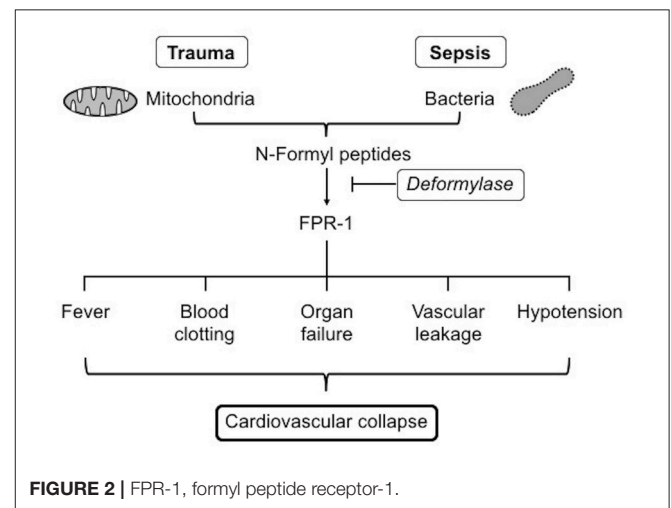 Trauma Sepsis
Mitochondria Bacteria
N-Formyl peptides
Deformylase
FPR-1
Fever Blood clotting Organ failure Vascular leakage Hypotension
Cardiovascular collapse
FIGURE 2 | FPR-1, formyl peptide receptor-1.